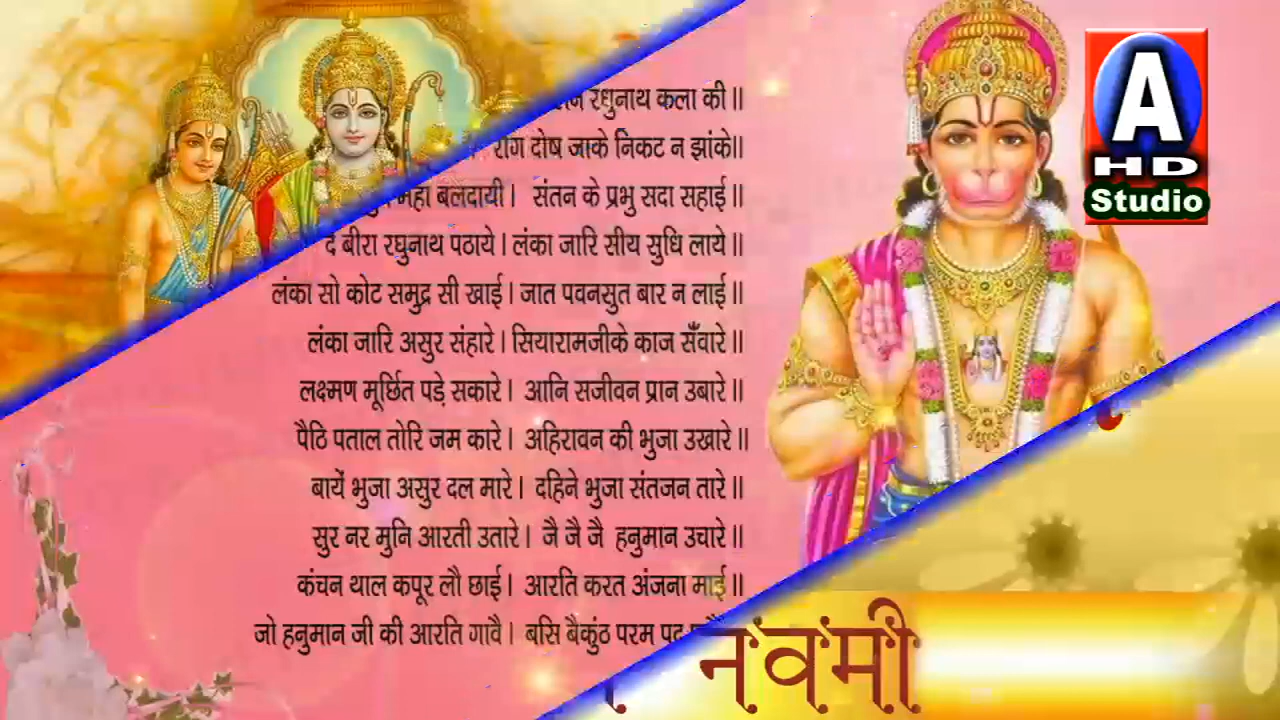 रघुनाथ कला की॥
रोग दोष जाके निकट न झांके॥
महा बलदायी। संतन के प्रभु सदा सहाई॥
दे बीरा रघुनाथ पठाये। लंका जारि सीय सुधि लाये॥
लंका सो कोट समुद्र सी खाई। जात पवनसुत बार न लाई॥
लंका जारि असुर संहारे। सियारामजीके काज सँवारे॥
लक्ष्मण मूर्छित पड़े सकारे। आनि सजीवन प्रान उबारे॥
पैठि पताल तोरि जम कारे। अहिरावन की भुजा उखारे॥
बायें भुजा असुर दल मारे। दहिने भुजा संतजन तारे॥
सुर नर मुनि आरती उतारे। जै जै जै हनुमान उचारे॥
कंचन थाल कपूर लौ छाई। आरति करत अंजना माई॥
जो हनुमान जी की आरति गावै। बसि बैकुंठ परम पद
नवमी
A
HD
Studio